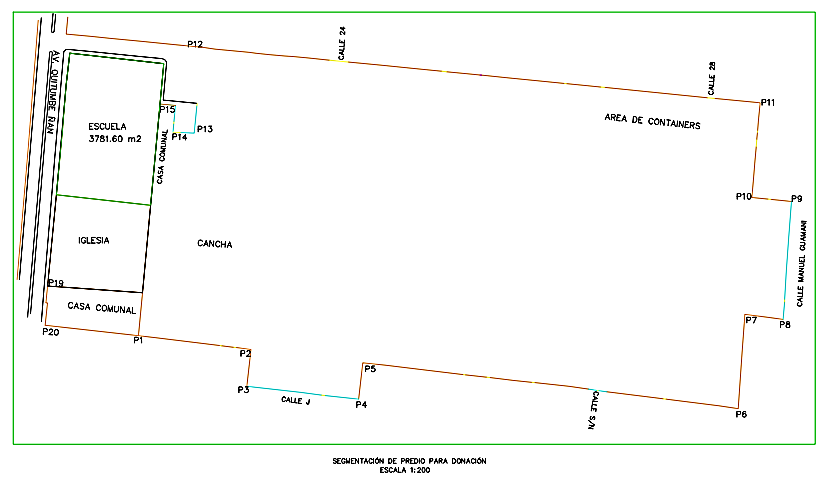 CALLE 24
P12
CALLE 28
P11
AV. QUITUMBE ÑAN
P15
P13
P14
ESCUELA
3781.60 m2
CASA COMUNAL
AREA DE CONTAINERS
P10
P9
IGLESIA
CANCHA
CALLE MANUEL GUAMANI
P19
CASA COMUNAL
P20
P1
P2
P7
P8
P5
P3
CALLE J
P4
CALLE S/N
P6
SEGMENTACIÓN DE PREDIO PARA DONACIÓN
ESCALA 1:200